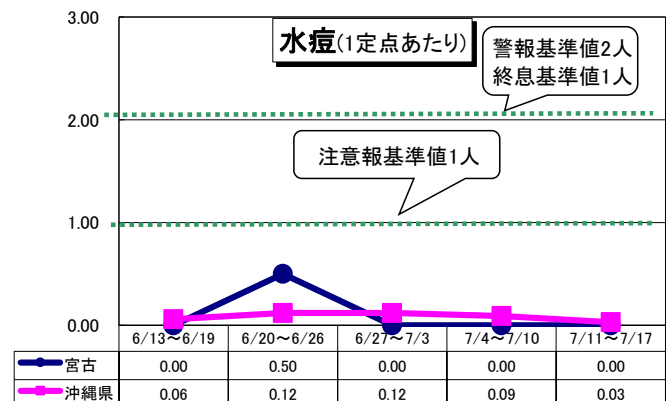 水痘(1定点あたり)
警報基準値2人
終息基準値1人
注意報基準値1人
3.00
2.00
1.00
0.00
6/13～6/19 6/20～6/26 6/27～7/3 7/4～7/10 7/11～7/17
宮古 0.00 0.50 0.00 0.00 0.00
沖縄県 0.06 0.12 0.12 0.09 0.03